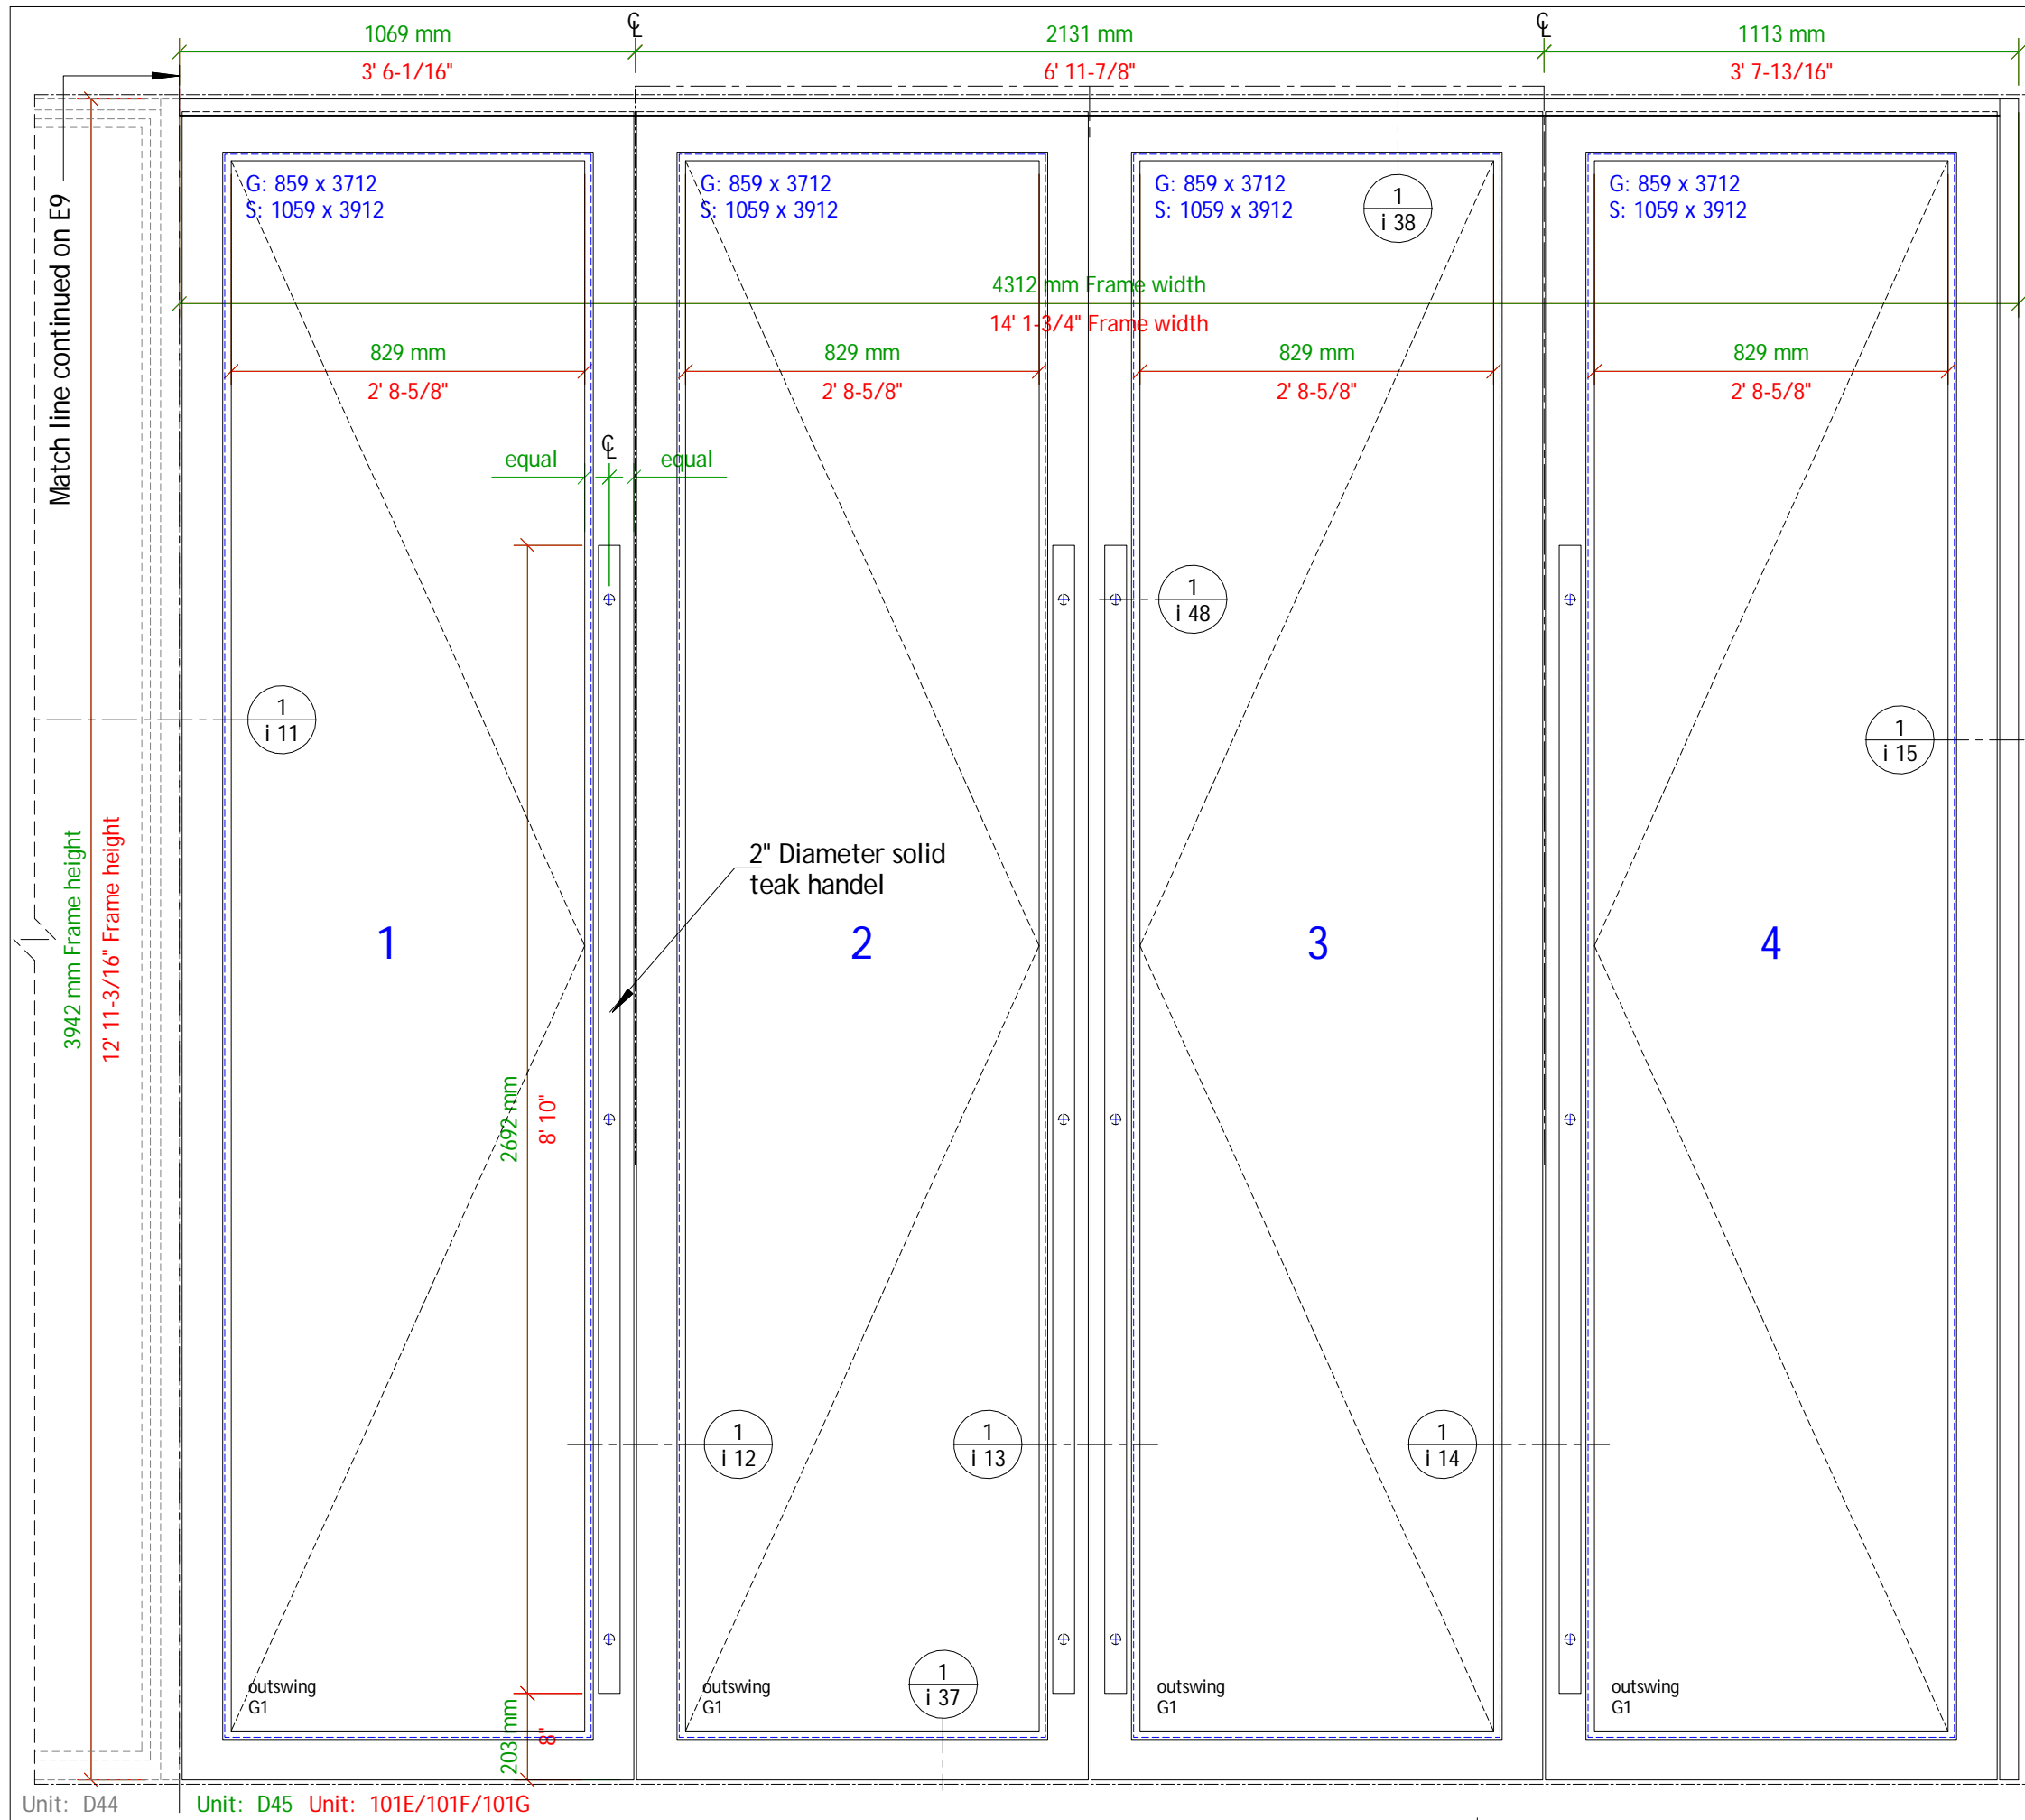 ℄
℄
1069 mm
2131 mm
1113 mm
3' 6-1/16"
6' 11-7/8"
3' 7-13/16"
Match line continued on E9
G: 859 x 3712
S: 1059 x 3912
G: 859 x 3712
S: 1059 x 3912
G: 859 x 3712
S: 1059 x 3912
G: 859 x 3712
S: 1059 x 3912
1
i 38
4312 mm Frame width
14' 1-3/4" Frame width
829 mm
2' 8-5/8"
829 mm
2' 8-5/8"
829 mm
2' 8-5/8"
829 mm
2' 8-5/8"
equal
℄
equal
1
i 48
1
i 11
1
i 15
3942 mm Frame height
12' 11-3/16" Frame height
2" Diameter solid
teak handel
1
2
3
4
2692 mm
8' 10"
1
i 12
1
i 13
1
i 14
1
i 37
outswing
G1
outswing
G1
outswing
G1
outswing
G1
203 mm
8"
Unit: D44
Unit: D45
Unit: 101E/101F/101G